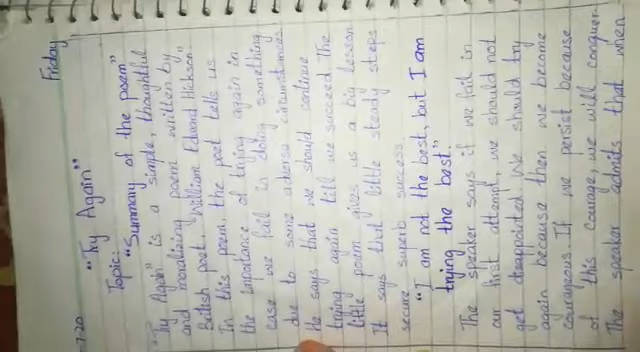 7-20 Friday
"Try Again"
Topic: "Summary of the poem"
"Try Again" is a simple, thoughtful
and moralizing poem written by
British poet, William Edward Hickson.
In this poem, the poet tells us
the importance of trying again in
case we fail in doing something
due to some adverse circumstances
He says that we should continue
trying again till we succeed. The
little poem gives us a big lesson.
It says that little steady steps
secure superb success.
"I am not the best, but I am
trying the best".
The speaker says if we fail in
our first attempt, we should not
get disappointed. We should try
again because then we become
courageous. If we persist because
of this courage, we will conquer.
The speaker admits that when